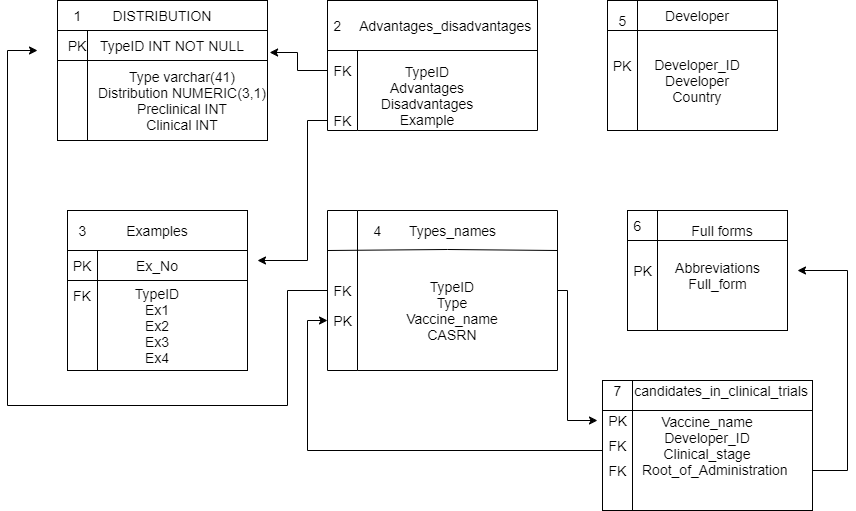 1 DISTRIBUTION
PK TypeID INT NOT NULL
Type varchar(41)
Distribution NUMERIC(3,1)
Preclinical INT
Clinical INT
2 Advantages_disadvantages
FK TypeID
Advantages
Disadvantages
FK Example
5 Developer
PK Developer_ID
Developer
Country
3 Examples
PK Ex_No
FK TypeID
Ex1
Ex2
Ex3
Ex4
4 Types_names
FK TypeID
Type
PK Vaccine_name
CASRN
6 Full forms
PK Abbreviations
Full_form
7 candidates_in_clinical_trials
PK Vaccine_name
FK Developer_ID
Clinical_stage
FK Root_of_Administration